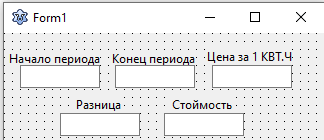 Form1
Начало периода Конец периода Цена за 1 КВТ.Ч
Разница Стоймость